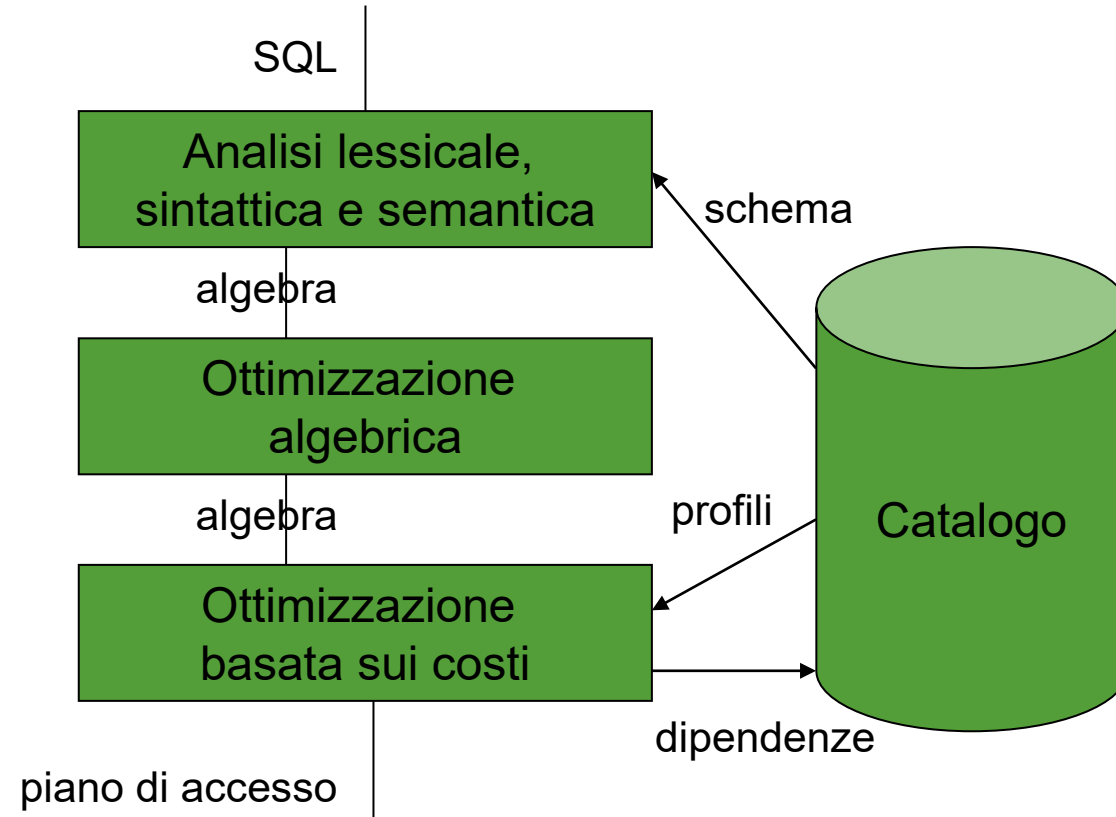 SQL
Analisi lessicale,
sintattica e semantica
schema
algebra
Ottimizzazione
algebrica
algebra
profili
Catalogo
Ottimizzazione
basata sui costi
dipendenze
piano di accesso